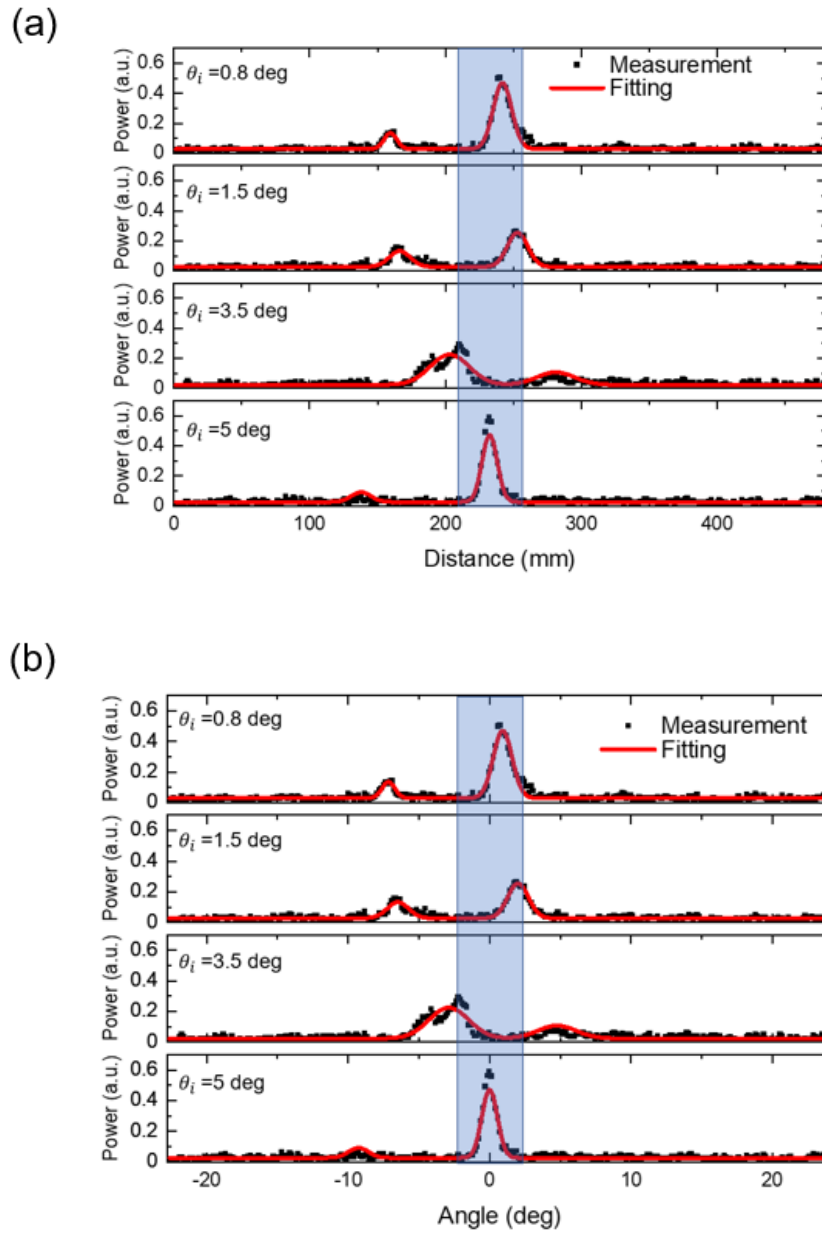 (a)
Power (a.u.)
0.6
0.4
0.2
0
θi =0.8 deg
Measurement
Fitting
Power (a.u.)
0.6
0.4
0.2
0
θi =1.5 deg
Power (a.u.)
0.6
0.4
0.2
0
θi =3.5 deg
Power (a.u.)
0.6
0.4
0.2
0
θi =5 deg
0 100 200 300 400
Distance (mm)
(b)
Power (a.u.)
0.6
0.4
0.2
0
θi =0.8 deg
Measurement
Fitting
Power (a.u.)
0.6
0.4
0.2
0
θi =1.5 deg
Power (a.u.)
0.6
0.4
0.2
0
θi =3.5 deg
Power (a.u.)
0.6
0.4
0.2
0
θi =5 deg
-20 -10 0 10 20
Angle (deg)